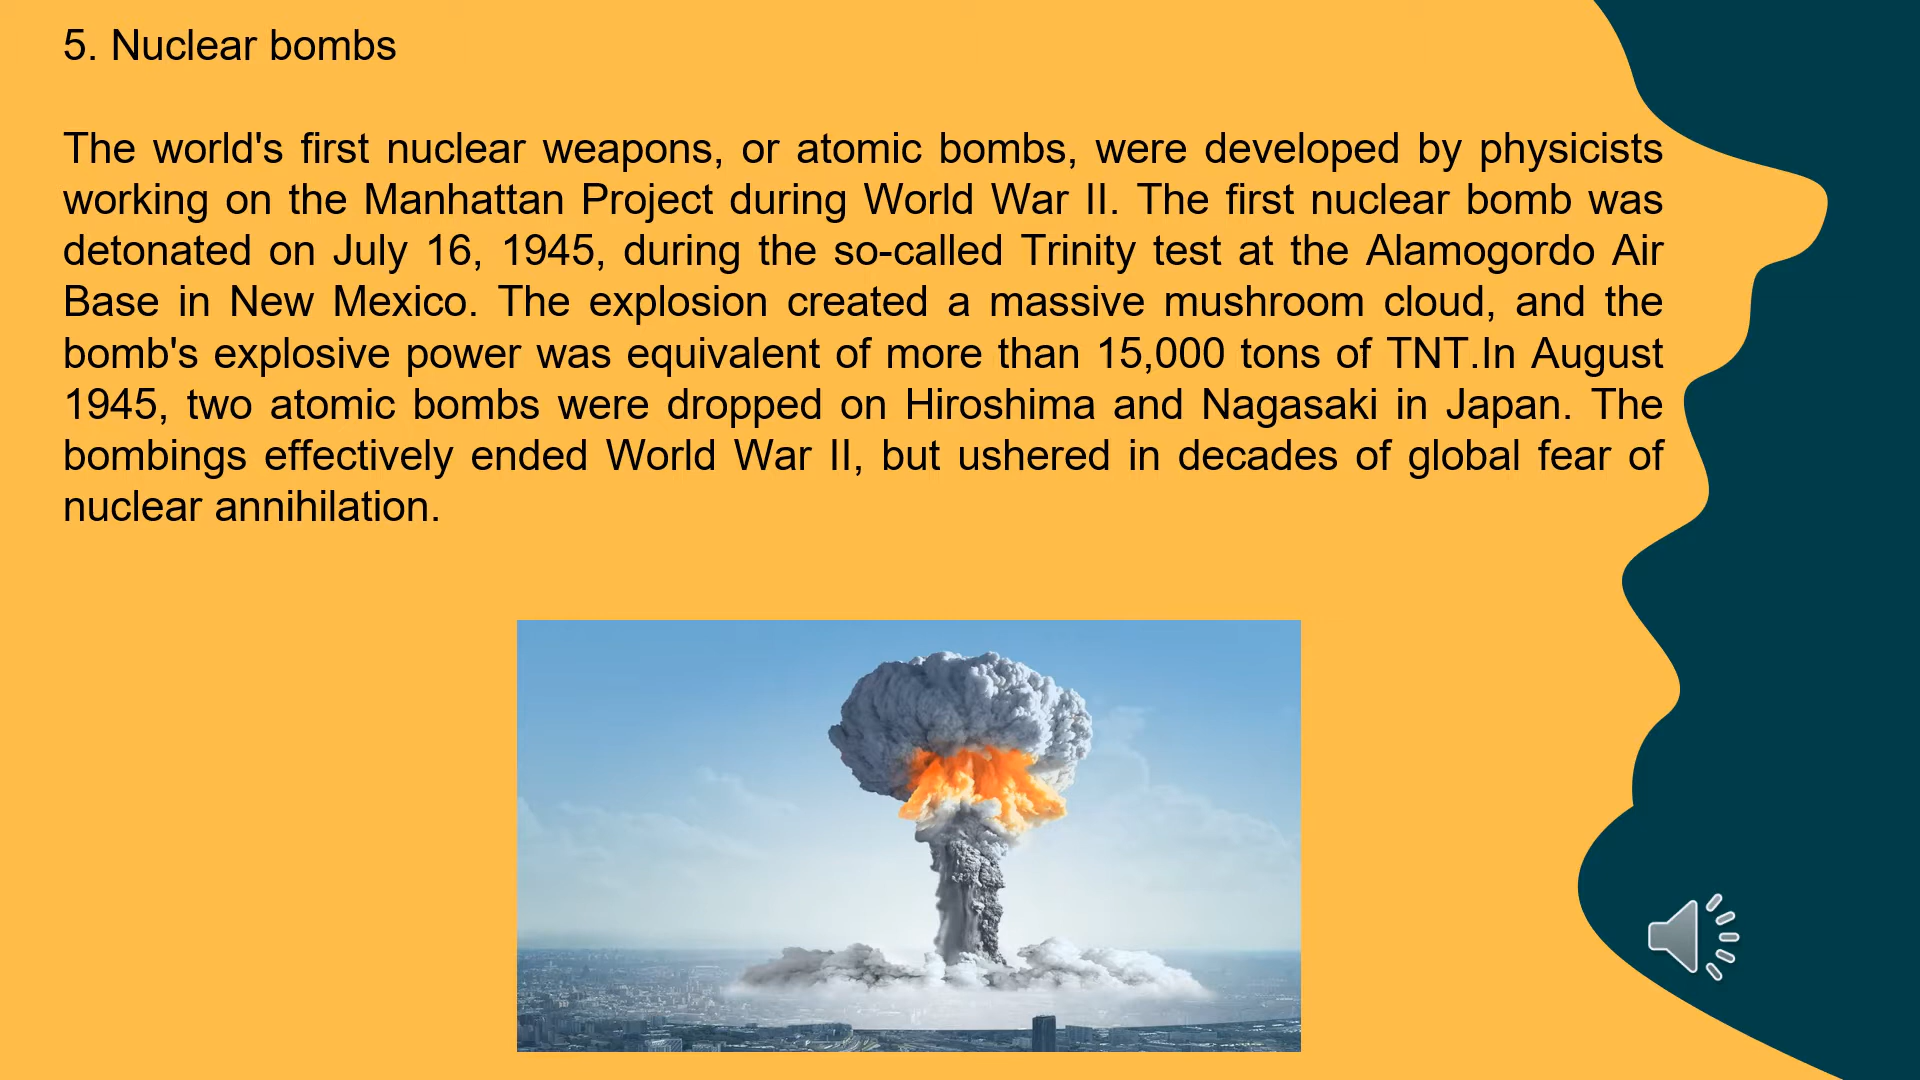 5. Nuclear bombs
The world's first nuclear weapons, or atomic bombs, were developed by physicists
working on the Manhattan Project during World War II. The first nuclear bomb was
detonated on July 16, 1945, during the so-called Trinity test at the Alamogordo Air
Base in New Mexico. The explosion created a massive mushroom cloud, and the
bomb's explosive power was equivalent of more than 15,000 tons of TNT.In August
1945, two atomic bombs were dropped on Hiroshima and Nagasaki in Japan. The
bombings effectively ended World War II, but ushered in decades of global fear of
nuclear annihilation.